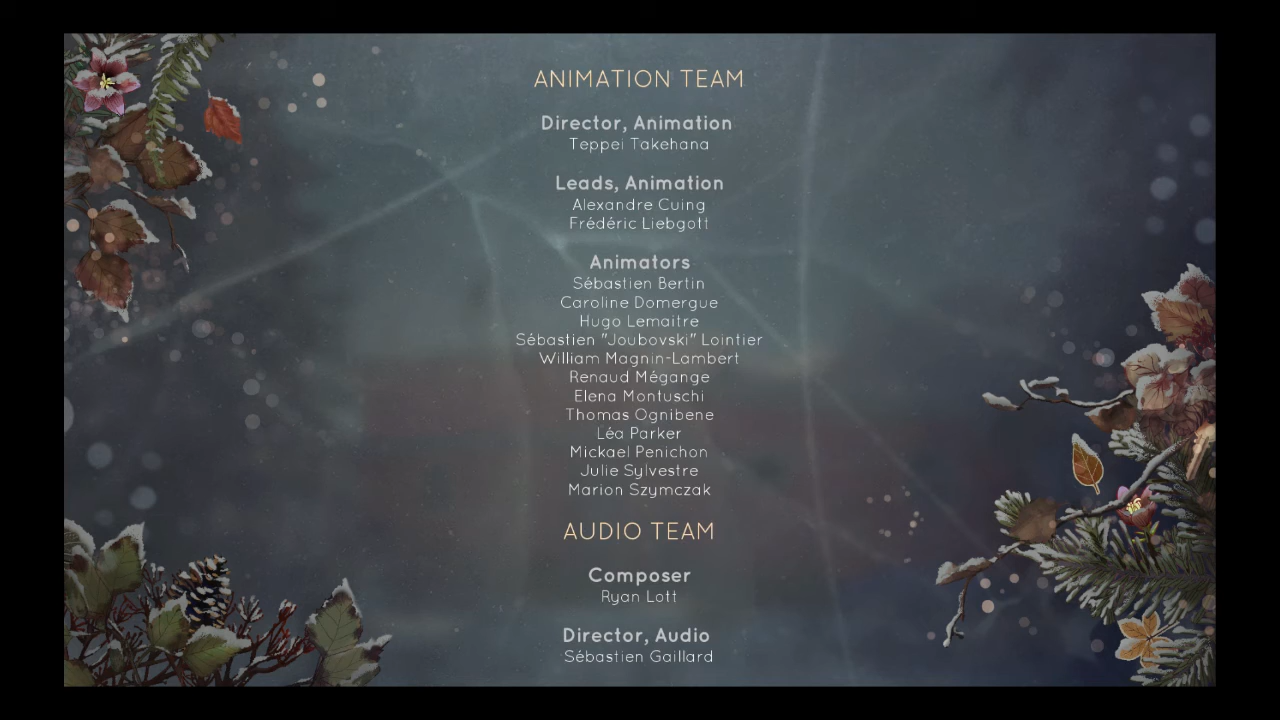 ANIMATION TEAM
Director, Animation
Teppei Takehana
Leads, Animation
Alexandre Cuing
Frédéric Liebgott
Animators
Sébastien Bertin
Caroline Domergue
Hugo Lemaitre
Sébastien "Joubovski" Lointier
William Magnin-Lambert
Renaud Mégange
Elena Montuschi
Thomas Ognibene
Léa Parker
Mickael Penichon
Julie Sylvestre
Marion Szymczak
AUDIO TEAM
Composer
Ryan Lott
Director, Audio
Sébastien Gaillard